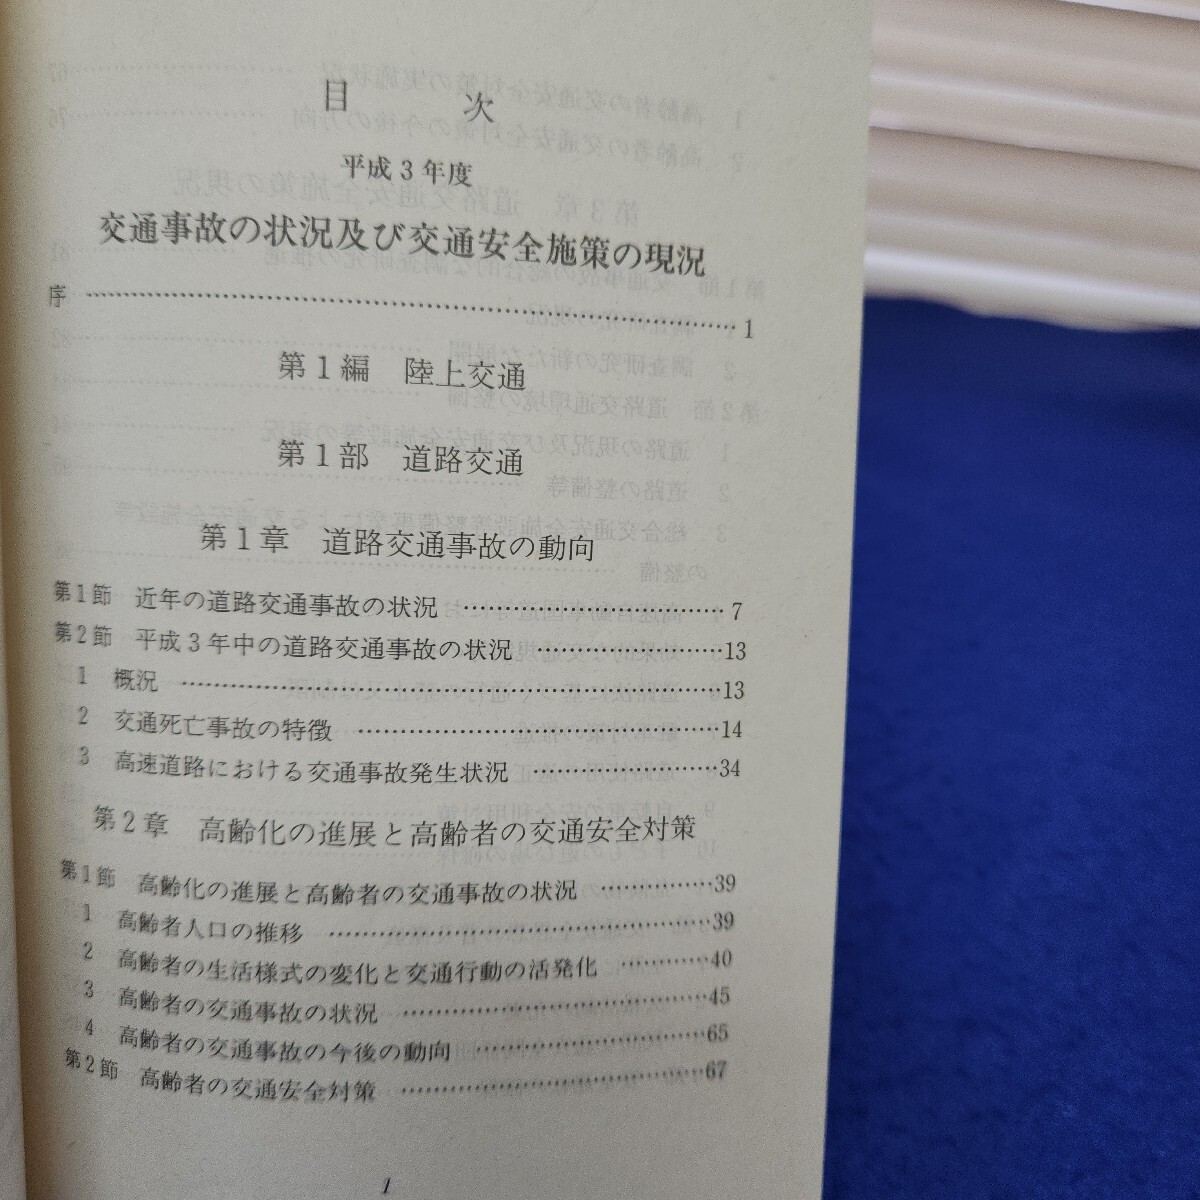 目 次
平成3年度
交通事故の状況及び交通安全施策の現況
序 …… 1
第1編 陸上交通
第1部 道路交通
第1章 道路交通事故の動向
第1節 近年の道路交通事故の状況 …… 7
第2節 平成3年中の道路交通事故の状況 …… 13
1 概況 …… 13
2 交通死亡事故の特徴 …… 14
3 高速道路における交通事故発生状況 …… 34
第2章 高齢化の進展と高齢者の交通安全対策
第1節 高齢化の進展と高齢者の交通事故の状況 …… 39
1 高齢者人口の推移 …… 39
2 高齢者の生活様式の変化と交通行動の活発化 …… 40
3 高齢者の交通事故の状況 …… 45
4 高齢者の交通事故の今後の動向 …… 65
第2節 高齢者の交通安全対策 …… 67
1